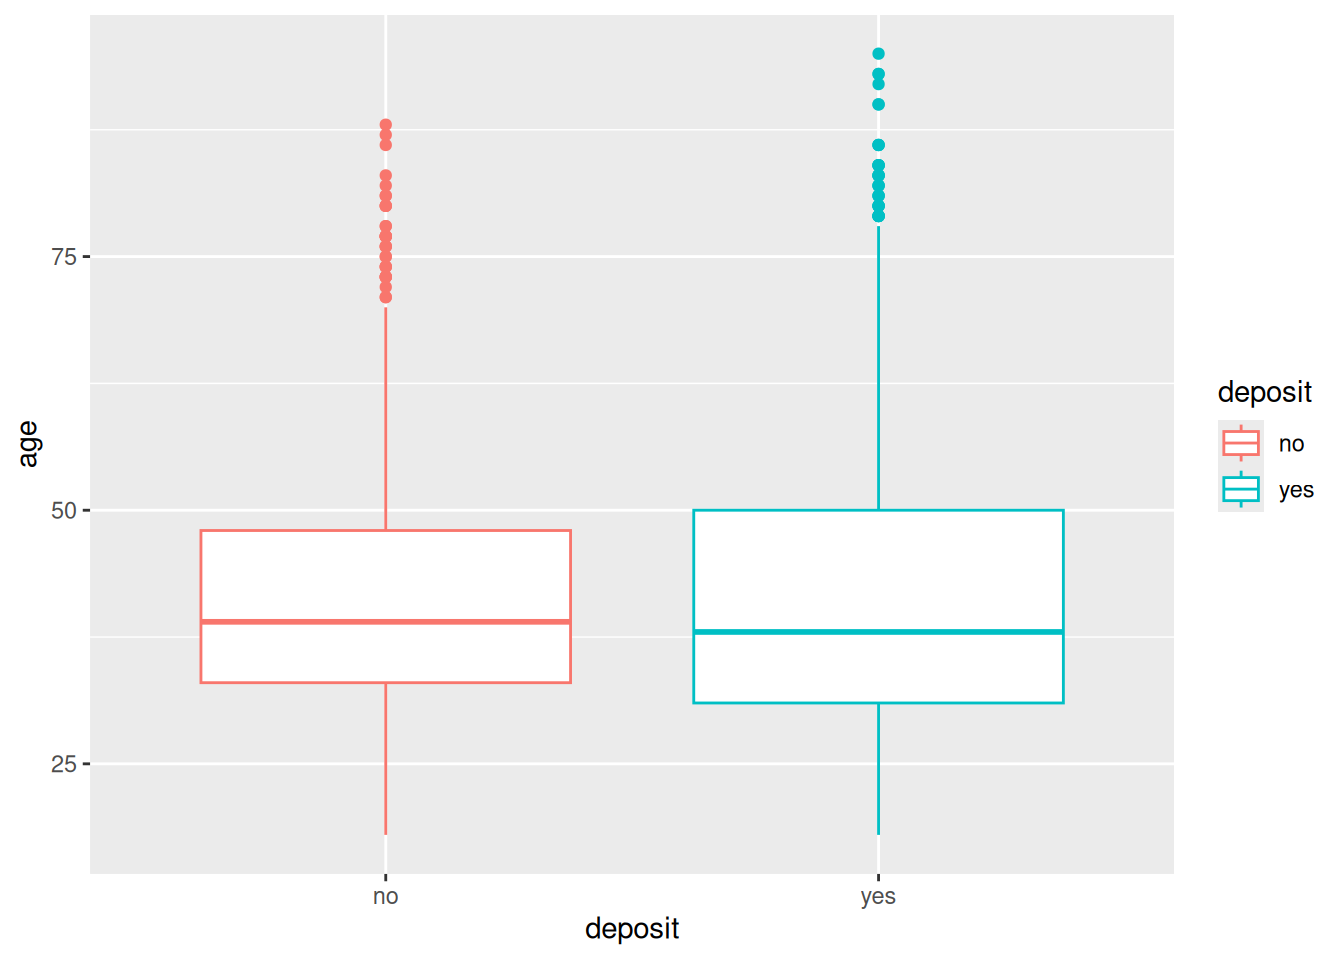 75
50
25
age
no
yes
deposit
deposit
no
yes